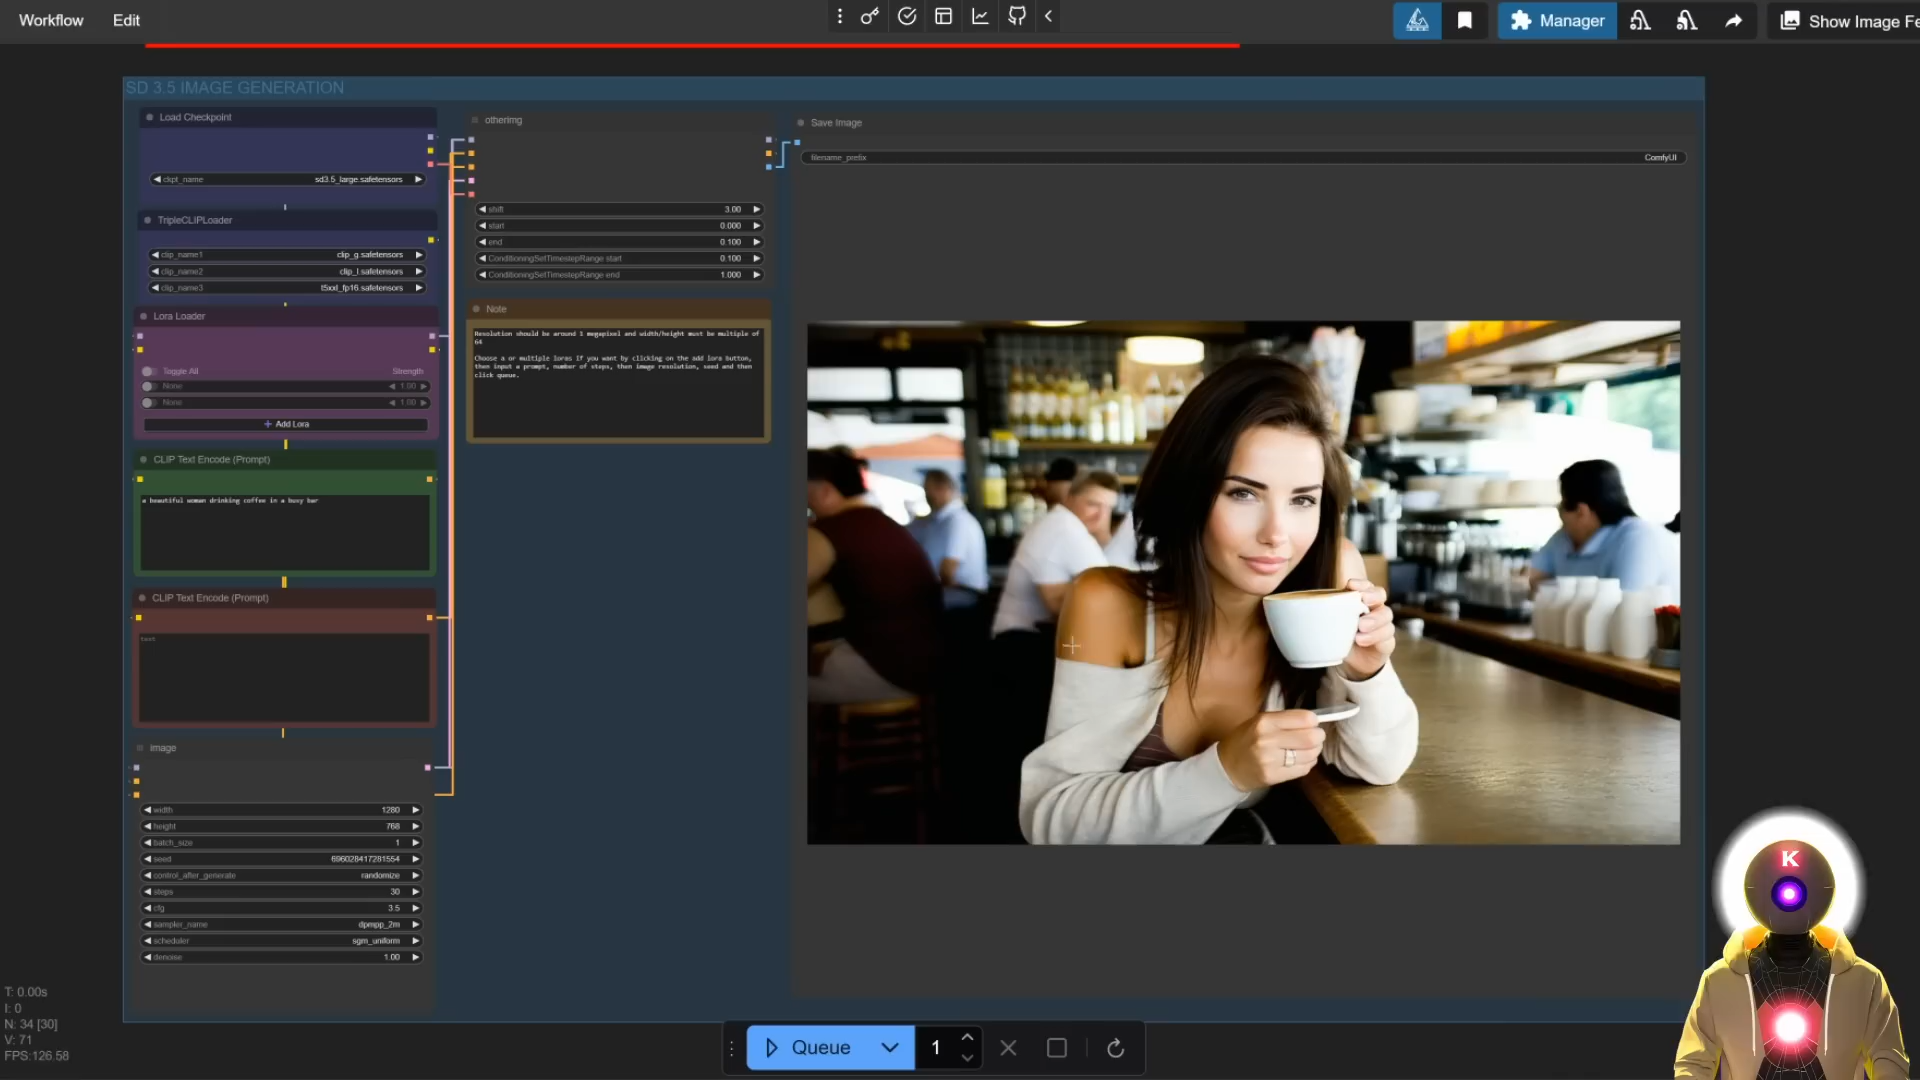 Workflow
Edit
Manager
Show Image Fe
SD 3.5 IMAGE GENERATION
Load Checkpoint
ckpt_name sd3.5_large.safetensors
TripleCLIPLoader
clip_name1 clip_g.safetensors
clip_name2 clip_l.safetensors
clip_name3 t5xxl_fp16.safetensors
Lora Loader
Toggle All Strength
None 1.00
None 1.00
+ Add Lora
CLIP Text Encode (Prompt)
a beautiful woman drinking coffee in a busy bar
CLIP Text Encode (Prompt)
text
image
width 1280
height 768
batch_size 1
seed 696028417281554
control_after_generate randomize
steps 30
cfg 3.5
sampler_name dpmpp_2m
scheduler sgm_uniform
denoise 1.00
otherimg
shift 3.00
start 0.000
end 0.100
ConditioningSetTimestepRange start 0.100
ConditioningSetTimestepRange end 1.000
Note
Resolution should be around 1 megapixel and width/height must be multiple of
64
Choose a or multiple loras if you want by clicking on the add lora button,
then input a prompt, number of steps, then image resolution, seed and then
click queue.
Save Image
filename_prefix ComfyUI
K
T: 0.00s
I: 0
N: 34 [30]
V: 71
FPS:126.58
Queue
1